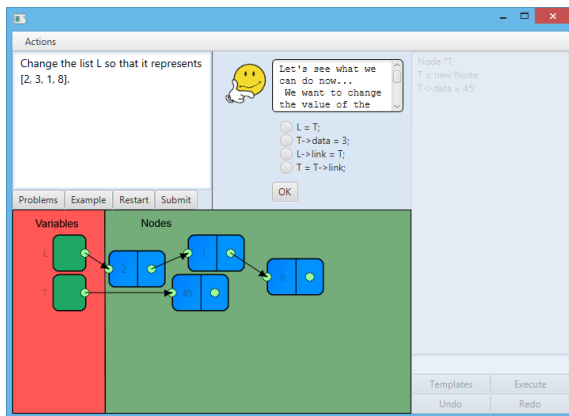 Actions
Change the list L so that it represents
[2, 3, 1, 8].
Let's see what we
can do now...
We want to change
the value of the
L = T;
T->data = 3;
L->link = T;
T = T->link;
OK
Node *T;
T = new Node;
T->data = 45;
Problems
Example
Restart
Submit
Variables
Nodes
L
2
1
8
T
45
Templates
Execute
Undo
Redo